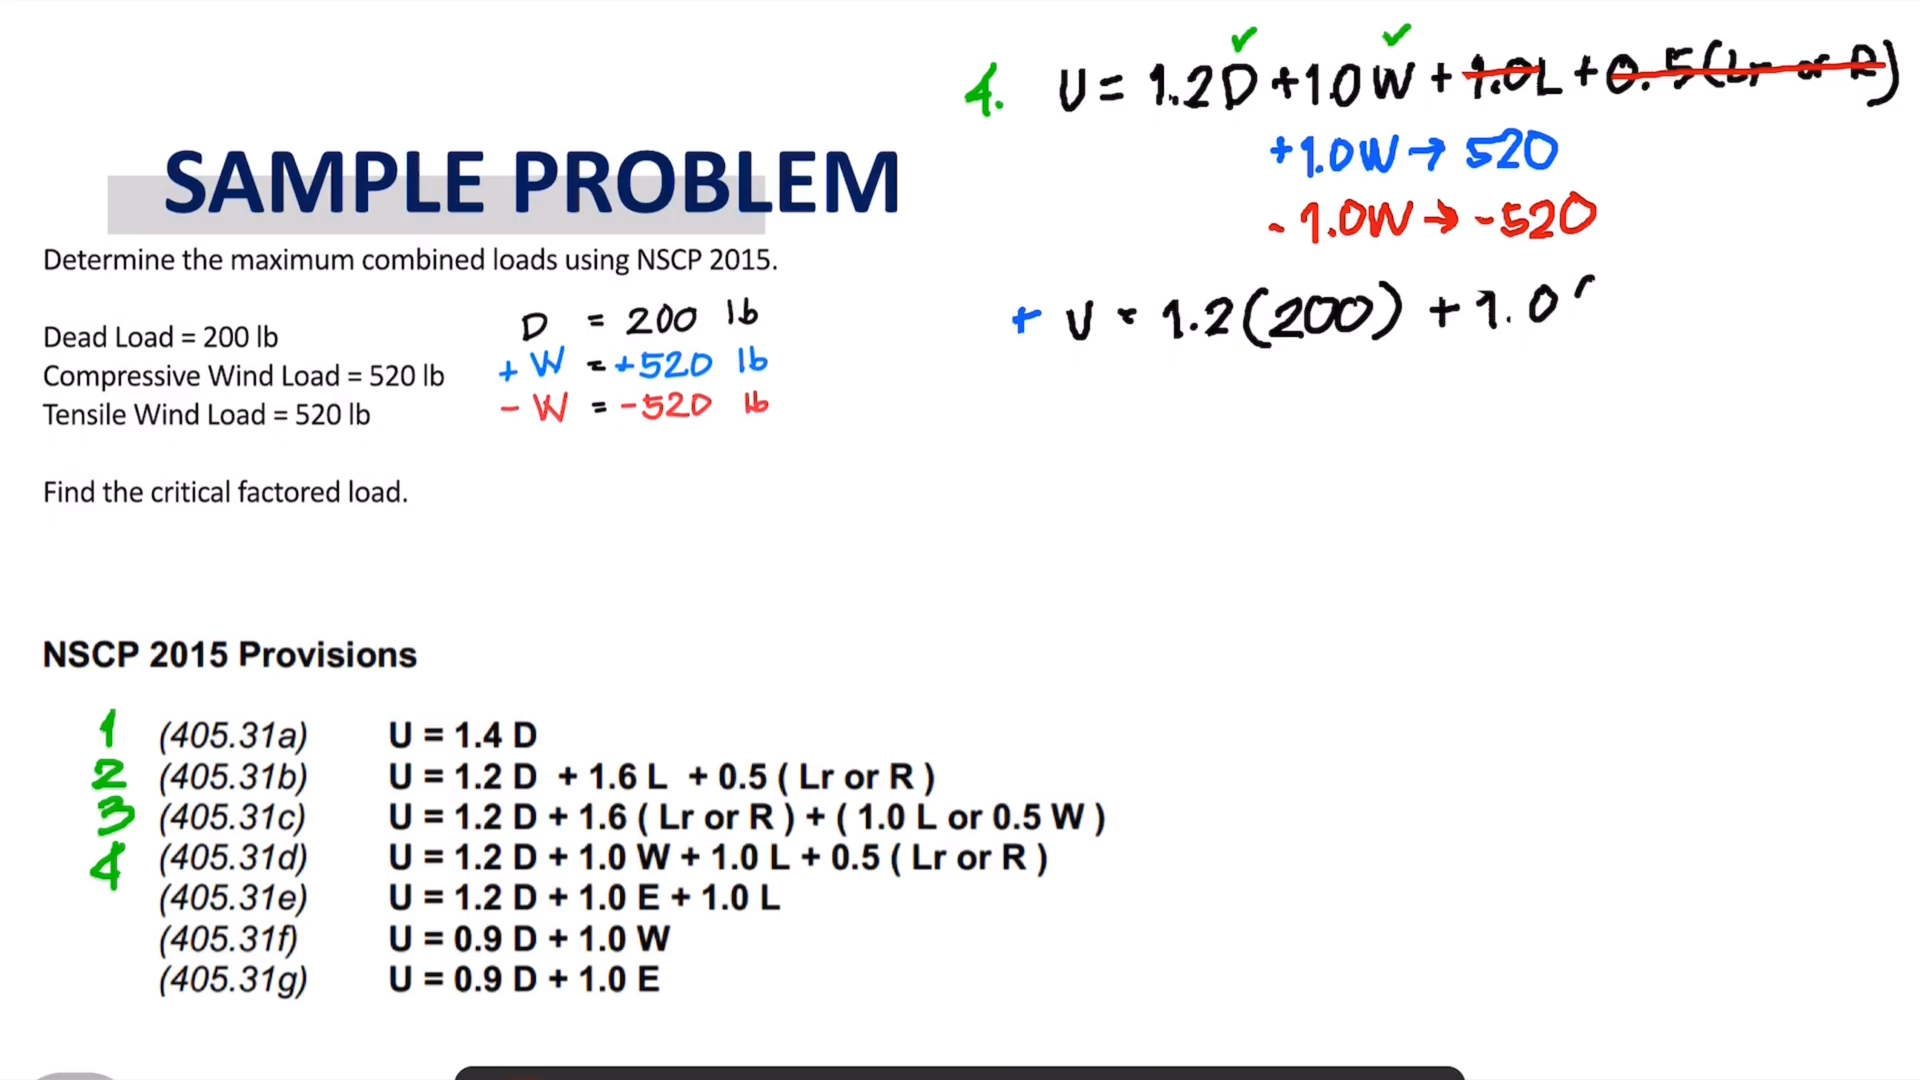 SAMPLE PROBLEM
Determine the maximum combined loads using NSCP 2015.
Dead Load = 200 lb
Compressive Wind Load = 520 lb
Tensile Wind Load = 520 lb
D = 200 lb
+ W = +520 lb
- W = -520 lb
Find the critical factored load.
4. U = 1.2D + 1.0W + 1.0L + 0.5(Lr or R)
+1.0W → 520
- 1.0W → -520
+ U = 1.2(200) + 1.0(
NSCP 2015 Provisions
1 (405.31a) U = 1.4 D
2 (405.31b) U = 1.2 D + 1.6 L + 0.5 ( Lr or R )
3 (405.31c) U = 1.2 D + 1.6 ( Lr or R ) + ( 1.0 L or 0.5 W )
4 (405.31d) U = 1.2 D + 1.0 W + 1.0 L + 0.5 ( Lr or R )
(405.31e) U = 1.2 D + 1.0 E + 1.0 L
(405.31f) U = 0.9 D + 1.0 W
(405.31g) U = 0.9 D + 1.0 E